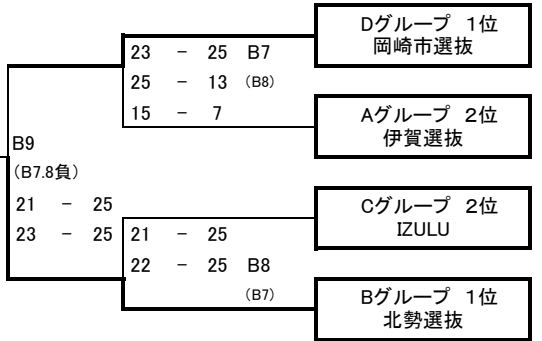 Dグループ 1位
岡崎市選抜
23 － 25 B7
25 － 13 (B8)
15 － 7
Aグループ 2位
伊賀選抜
B9
(B7.8負)
21 － 25
23 － 25
Cグループ 2位
IZULU
21 － 25
22 － 25 B8
(B7)
Bグループ 1位
北勢選抜